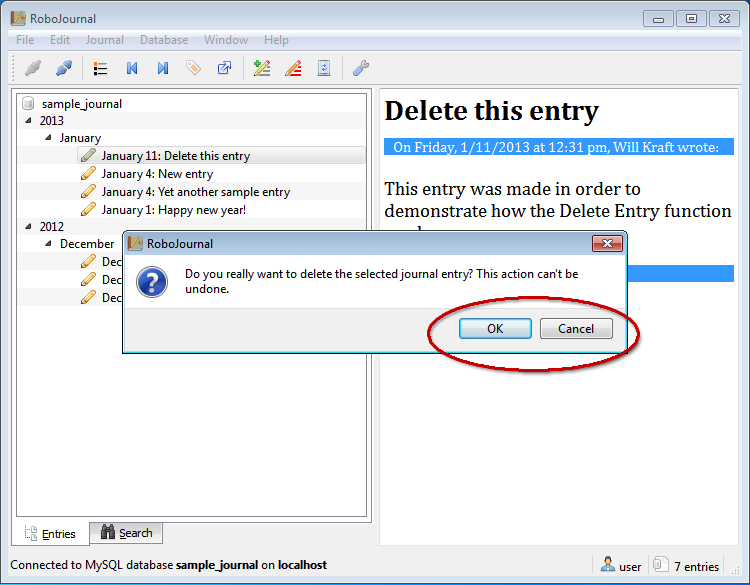 RoboJournal
File Edit Journal Database Window Help
sample_journal
2013
January
January 11: Delete this entry
January 4: New entry
January 4: Yet another sample entry
January 1: Happy new year!
2012
December
Dec
Dec
Dec
Delete this entry
On Friday, 1/11/2013 at 12:31 pm, Will Kraft wrote:
This entry was made in order to
demonstrate how the Delete Entry function
RoboJournal
Do you really want to delete the selected journal entry? This action can't be
undone.
OK Cancel
Entries Search
Connected to MySQL database sample_journal on localhost
user 7 entries